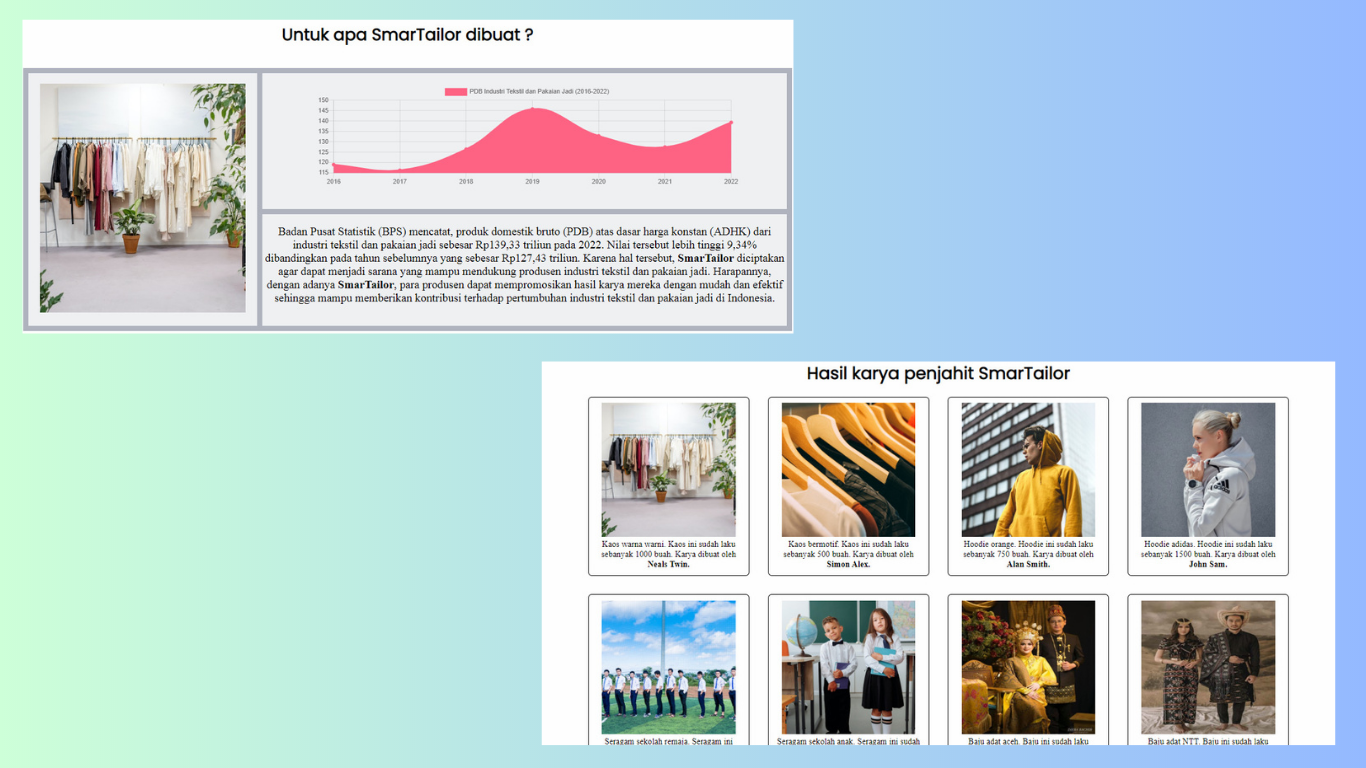 Untuk apa SmarTailor dibuat ?
PDB Industri Tekstil dan Pakaian Jadi (2016-2022)
150
145
140
135
130
125
120
115
2016 2017 2018 2019 2020 2021 2022
Badan Pusat Statistik (BPS) mencatat, produk domestik bruto (PDB) atas dasar harga konstan (ADHK) dari
industri tekstil dan pakaian jadi sebesar Rp139,33 triliun pada 2022. Nilai tersebut lebih tinggi 9,34%
dibandingkan pada tahun sebelumnya yang sebesar Rp127,43 triliun. Karena hal tersebut, SmarTailor diciptakan
agar dapat menjadi sarana yang mampu mendukung produsen industri tekstil dan pakaian jadi. Harapannya,
dengan adanya SmarTailor, para produsen dapat mempromosikan hasil karya mereka dengan mudah dan efektif
sehingga mampu memberikan kontribusi terhadap pertumbuhan industri tekstil dan pakaian jadi di Indonesia.
Hasil karya penjahit SmarTailor
Kaos warna warni. Kaos ini sudah laku
sebanyak 1000 buah. Karya dibuat oleh
Neals Twin.
Kaos bermotif. Kaos ini sudah laku
sebanyak 500 buah. Karya dibuat oleh
Simon Alex.
Hoodie orange. Hoodie ini sudah laku
sebanyak 750 buah. Karya dibuat oleh
Alan Smith.
adidas
Hoodie adidas. Hoodie ini sudah laku
sebanyak 1500 buah. Karya dibuat oleh
John Sam.
Seragam sekolah remaja. Seragam ini
Seragam sekolah anak. Seragam ini sudah
Baju adat aceh. Baju ini sudah laku
Baju adat NTT. Baju ini sudah laku